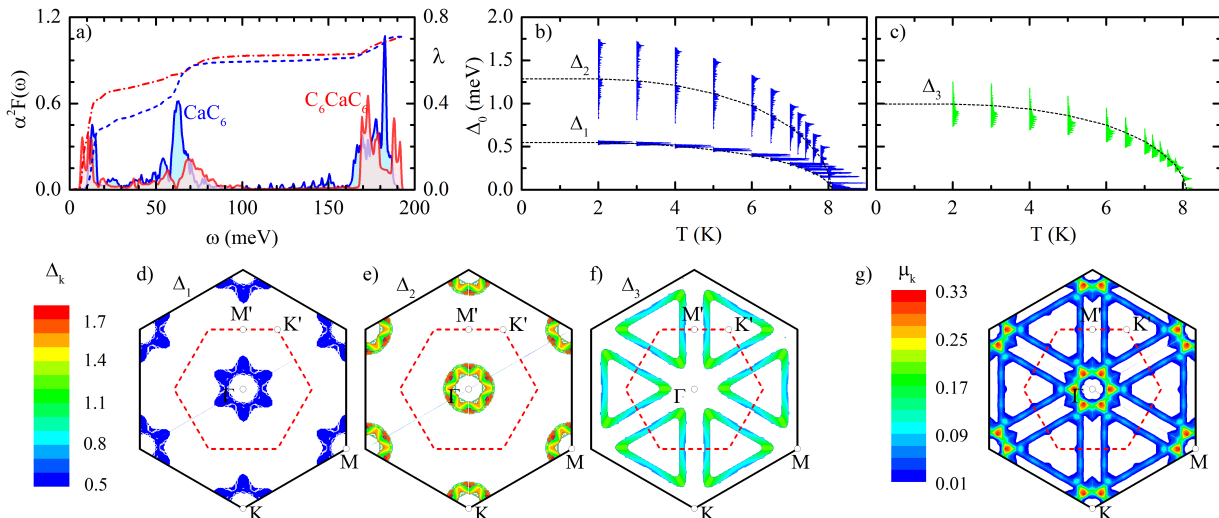 a)
α²F(ω)
1.2
0.6
0.0
0
50
100
150
200
ω (meV)
0.8
λ
0.4
0.0
CaC₆
C₆CaC₆
b)
Δ₀ (meV)
2.0
1.5
1.0
0.5
0.0
Δ₂
Δ₁
2
4
6
8
T (K)
c)
Δ₃
2
4
6
8
T (K)
Δₖ
1.7
1.4
1.1
0.8
0.5
d)
Δ₁
M'
K'
Γ
M
K
e)
Δ₂
M'
K'
Γ
M
K
f)
Δ₃
M'
K'
Γ
M
K
g)
μₖ
0.33
0.25
0.17
0.09
0.01
M'
K'
Γ
M
K